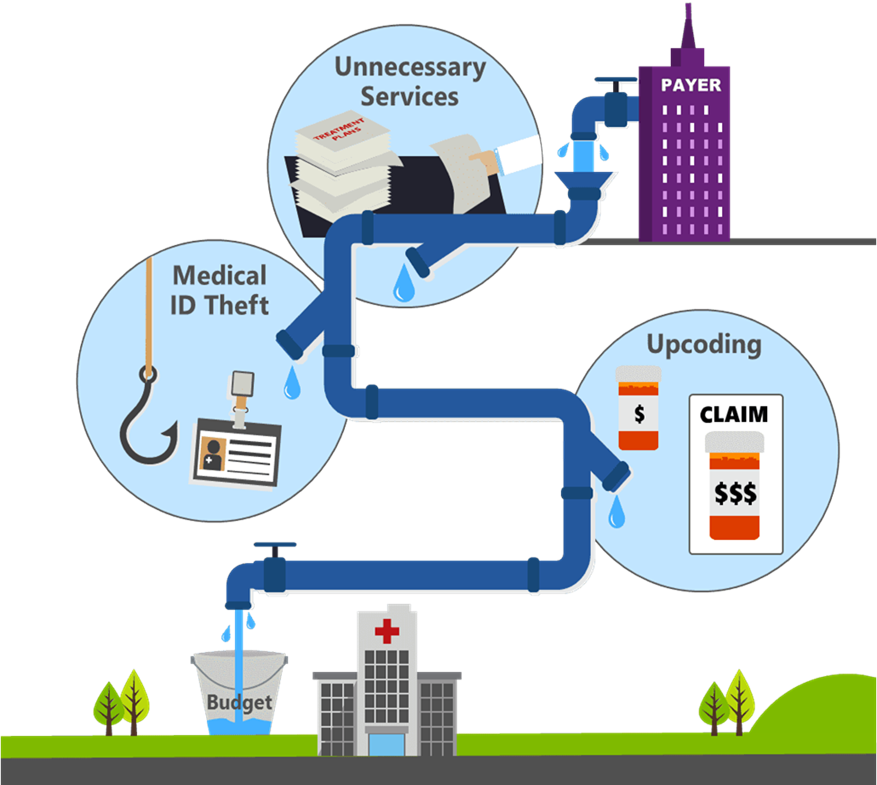 Unnecessary
Services
PAYER
TREATMENT
PLANS
Medical
ID Theft
Upcoding
$
CLAIM
$$$
Budget